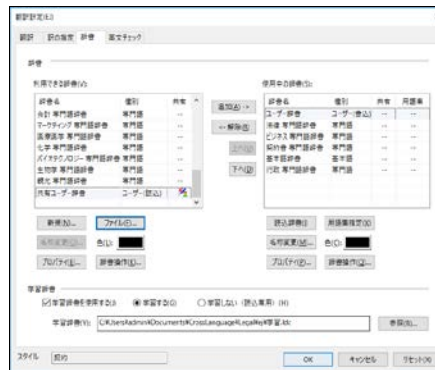 翻訳設定(E)
翻訳 訳の指定 辞書 英文チェック
辞書
利用できる辞書(V):
辞書名 種別 共有
会計 専門語辞書 専門語 --
マーケティング 専門語辞書 専門語 --
医療医学 専門語辞書 専門語 --
化学 専門語辞書 専門語 --
バイオテクノロジー 専門語辞書 専門語 --
生物学 専門語辞書 専門語 --
観光 専門語辞書 専門語 --
共有ユーザー辞書 ユーザー(読込)
新規(N)... ファイル(F)...
名称変更(C)... 色(L):
プロパティ(E)... 辞書操作(D)...
追加(A) ->
<- 解除(B)
上へ(U)
下へ(D)
使用中の辞書(S):
辞書名 種別 共有 用語集
ユーザー辞書 ユーザー(書込) -- --
法律 専門語辞書 専門語 -- --
ビジネス 専門語辞書 専門語 -- --
契約書 専門語辞書 専門語 -- --
基本語辞書 基本語 -- --
行政 専門語辞書 専門語 -- --
読込辞書(I) 用語集指定(X)
名称変更(M)... 色(O):
プロパティ(R)... 辞書操作(Q)...
学習辞書
学習辞書を使用する(J) 学習する(G) 学習しない(読込専用)(H)
学習辞書(Y): C:¥Users¥admin¥Documents¥CrossLanguage¥Legal¥ej¥学習.ldc 参照(R)...
スタイル 契約 OK キャンセル リセット(K)